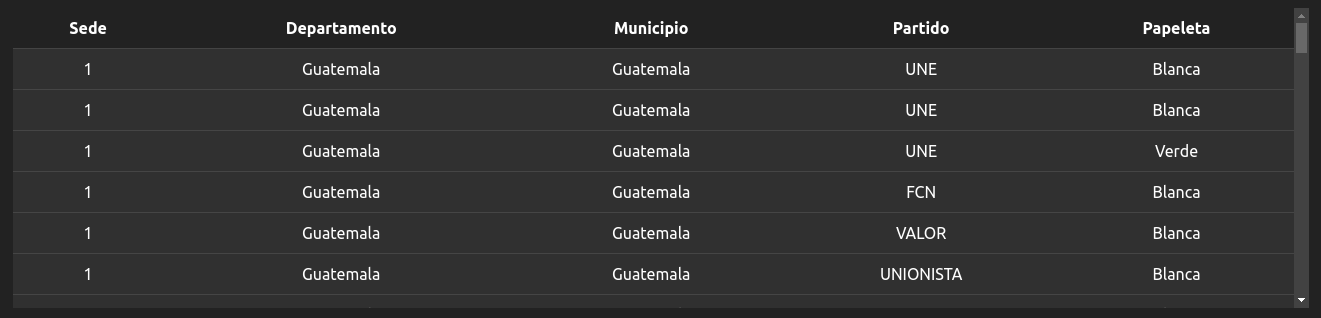 Sede Departamento Municipio Partido Papeleta
1 Guatemala Guatemala UNE Blanca
1 Guatemala Guatemala UNE Blanca
1 Guatemala Guatemala UNE Verde
1 Guatemala Guatemala FCN Blanca
1 Guatemala Guatemala VALOR Blanca
1 Guatemala Guatemala UNIONISTA Blanca